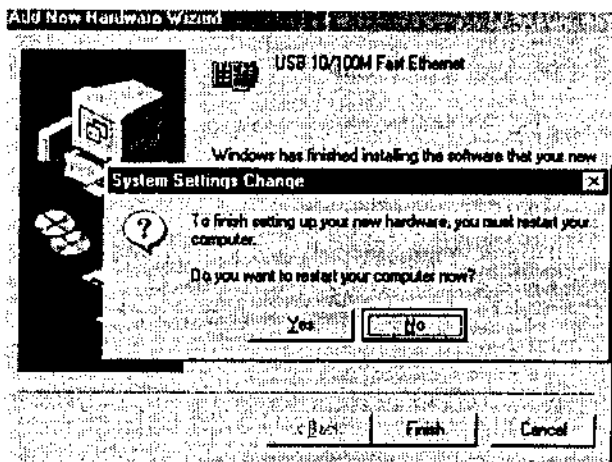 Add New Hardware Wizard
USB 10/100M Fast Ethernet
Windows has finished installing the software that your new
System Settings Change
To finish setting up your new hardware, you must restart your
computer.
Do you want to restart your computer now?
Yes No
< Back Finish Cancel